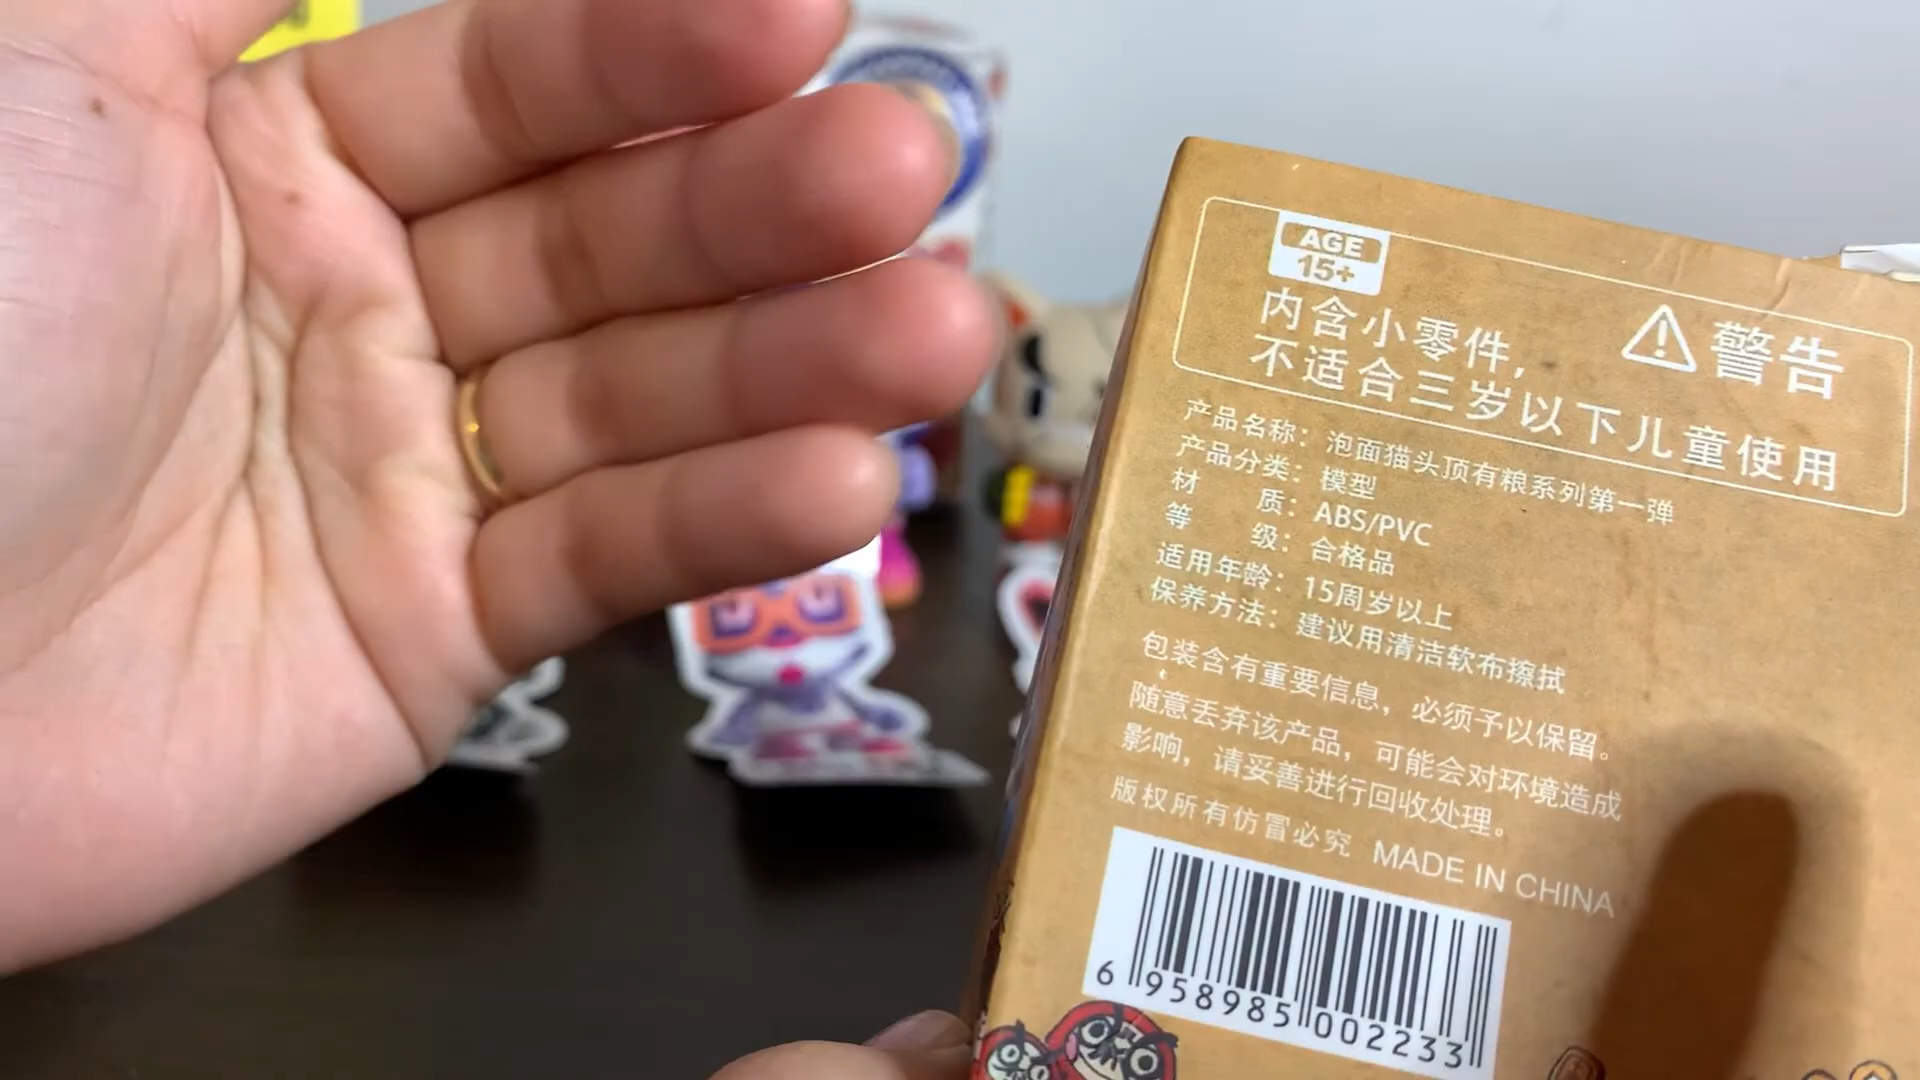 AGE
15+
内含小零件,
不适合三岁以下儿童使用
警告
产品名称：泡面猫头顶有粮系列第一弹
产品分类：模型
材质：ABS/PVC
等级：合格品
适用年龄：15周岁以上
保养方法：建议用清洁软布擦拭
包装含有重要信息，必须予以保留。
随意丢弃该产品，可能会对环境造成
影响，请妥善进行回收处理。
版权所有仿冒必究 MADE IN CHINA
6 958985 002233